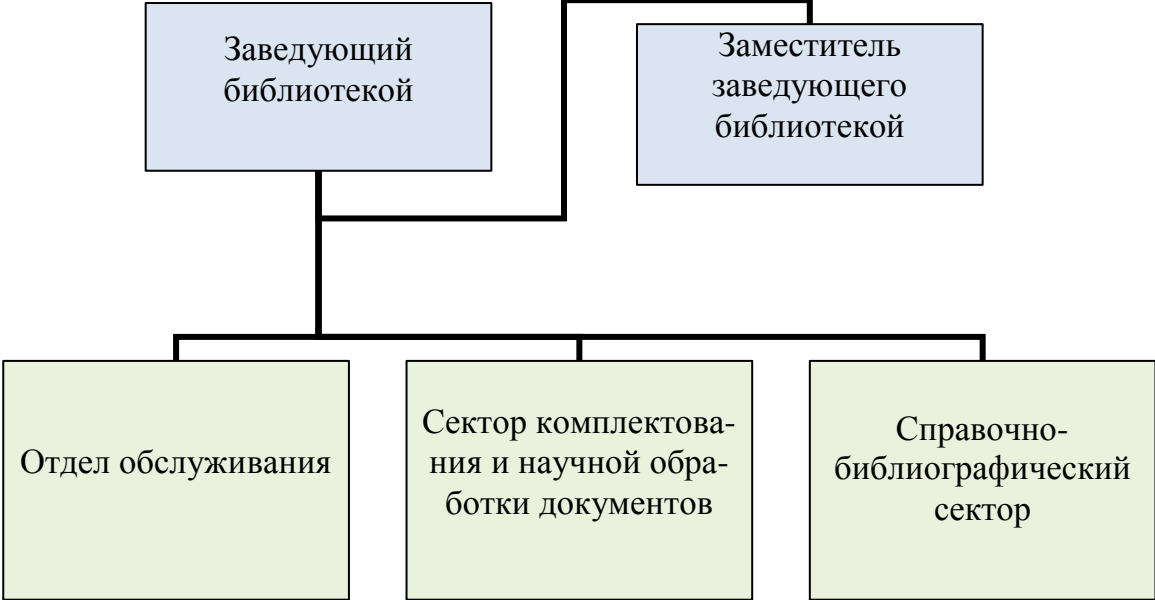 Заведующий
библиотекой
Заместитель
заведующего
библиотекой
Отдел обслуживания
Сектор комплектова-
ния и научной обра-
ботки документов
Справочно-
библиографический
сектор